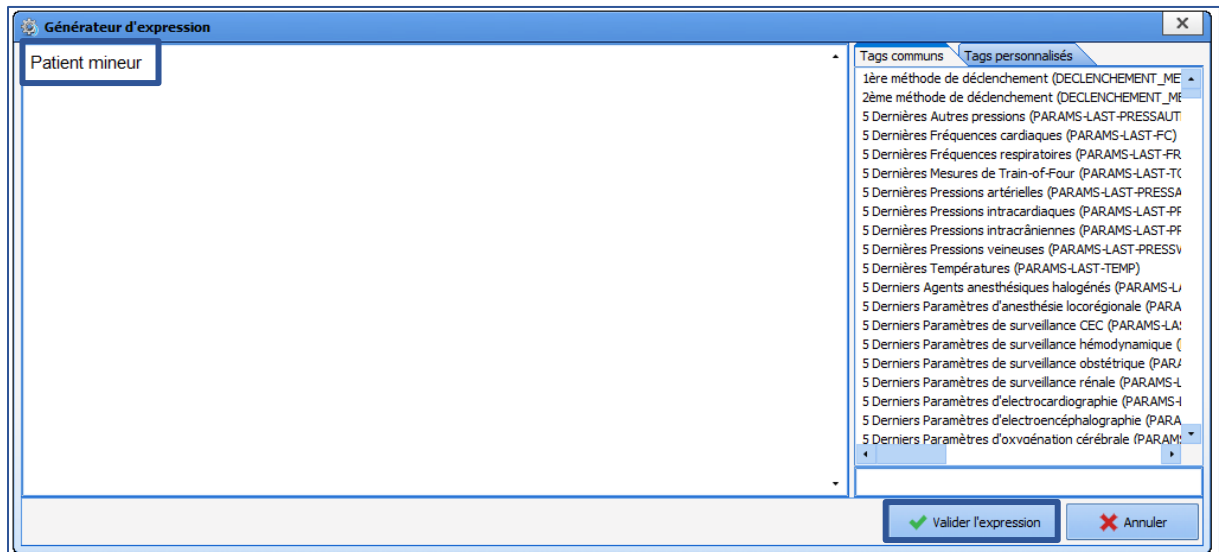 Générateur d'expression
Patient mineur
Tags communs
Tags personnalisés
1ère méthode de déclenchement (DECLENCHEMENT_ME
2ème méthode de déclenchement (DECLENCHEMENT_ME
5 Dernières Autres pressions (PARAMS-LAST-PRESSAUT
5 Dernières Fréquences cardiaques (PARAMS-LAST-FC)
5 Dernières Fréquences respiratoires (PARAMS-LAST-FR
5 Dernières Mesures de Train-of-Four (PARAMS-LAST-TO
5 Dernières Pressions artérielles (PARAMS-LAST-PRESSA
5 Dernières Pressions intracardiaques (PARAMS-LAST-PR
5 Dernières Pressions intracrâniennes (PARAMS-LAST-PR
5 Dernières Pressions veineuses (PARAMS-LAST-PRESSV
5 Dernières Températures (PARAMS-LAST-TEMP)
5 Derniers Agents anesthésiques halogénés (PARAMS-LA
5 Derniers Paramètres d'anesthésie locorégionale (PARA
5 Derniers Paramètres de surveillance CEC (PARAMS-LAS
5 Derniers Paramètres de surveillance hémodynamique (
5 Derniers Paramètres de surveillance obstétrique (PARA
5 Derniers Paramètres de surveillance rénale (PARAMS-L
5 Derniers Paramètres d'electrocardiographie (PARAMS-L
5 Derniers Paramètres d'electroencéphalographie (PARA
5 Derniers Paramètres d'oxygénation cérébrale (PARAMS
Valider l'expression
Annuler